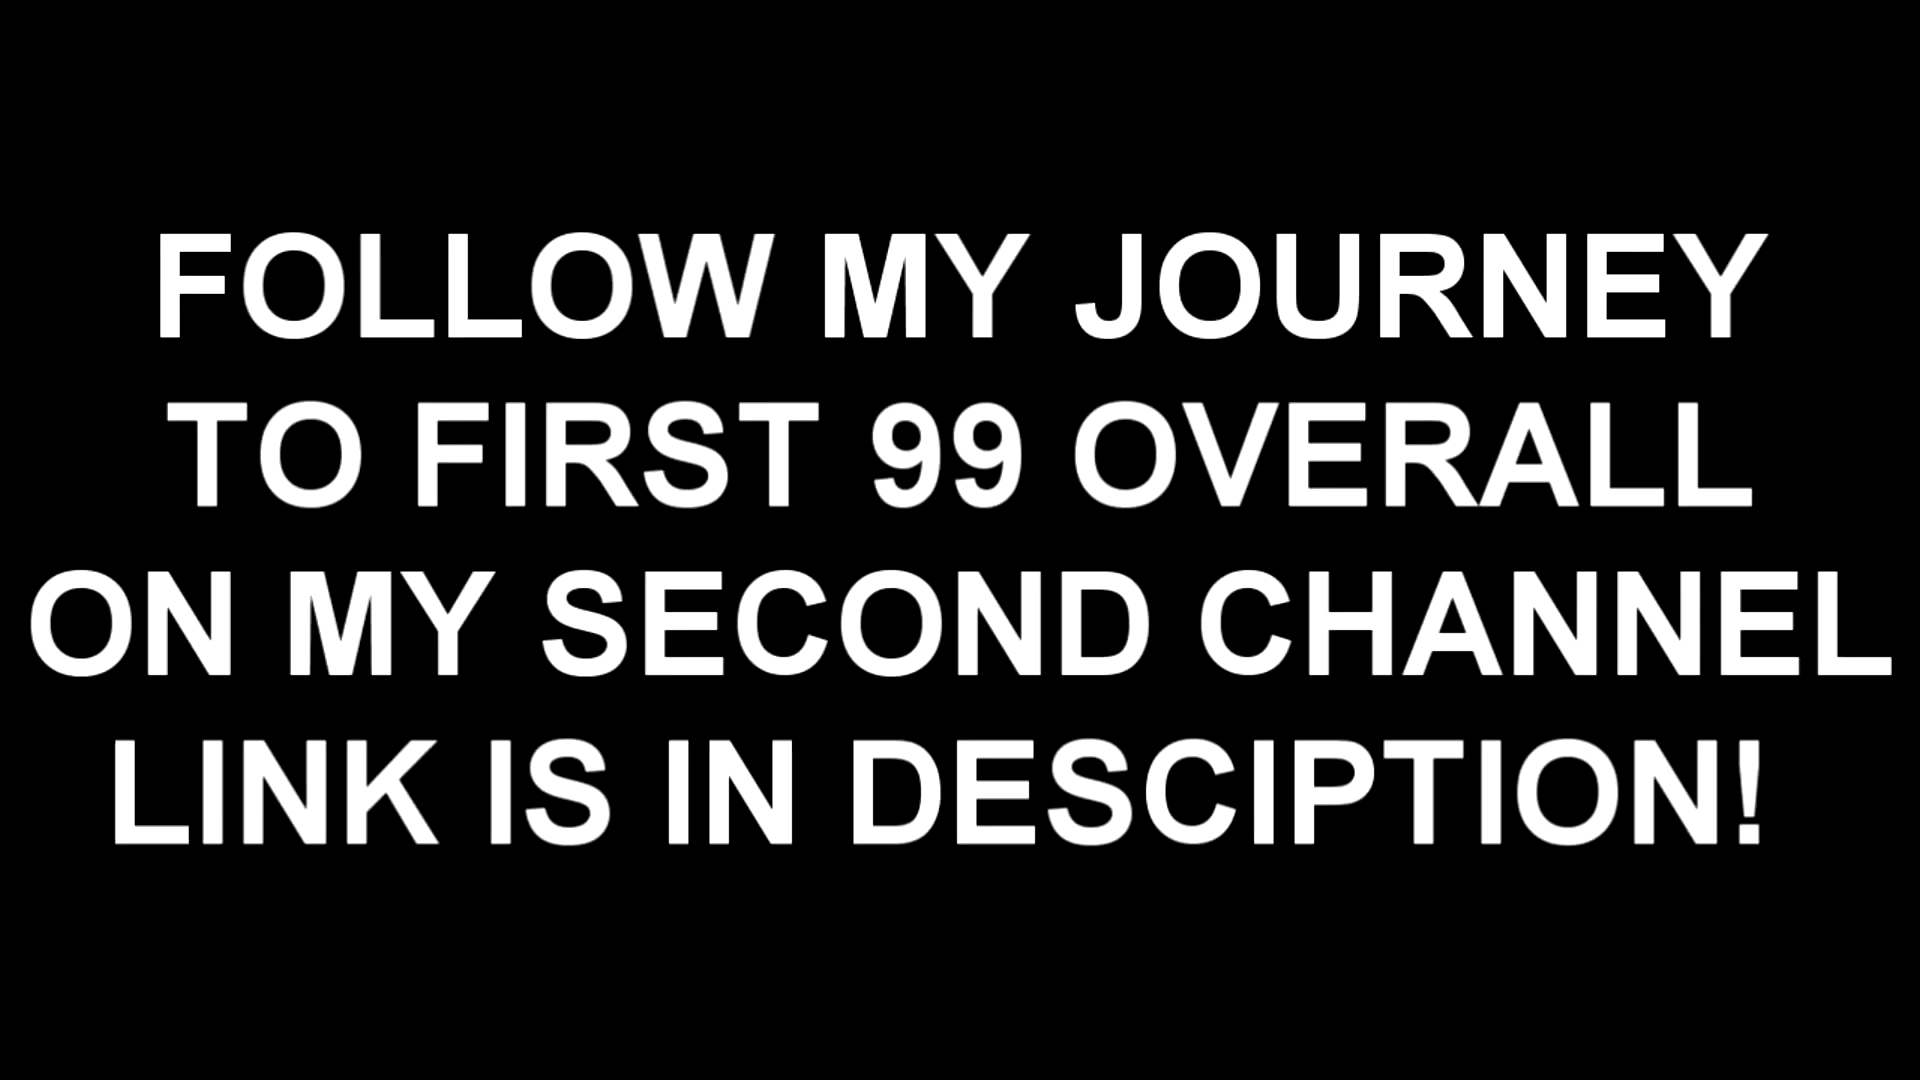 FOLLOW MY JOURNEY
TO FIRST 99 OVERALL
ON MY SECOND CHANNEL
LINK IS IN DESCIPTION!